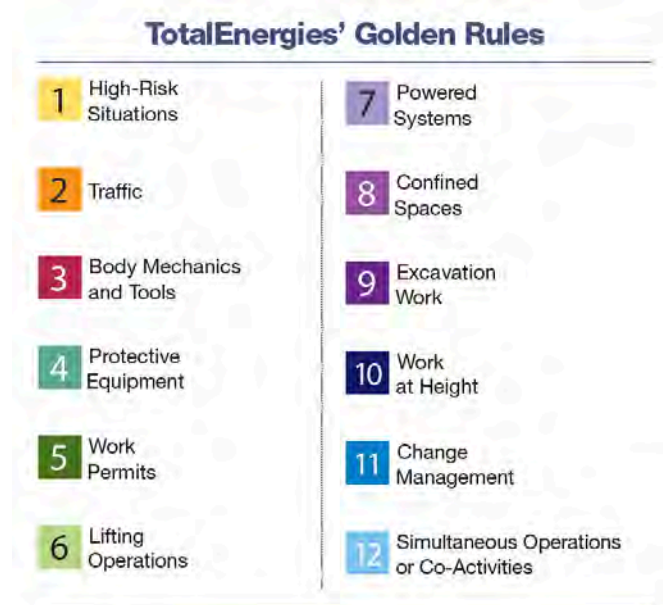 TotalEnergies’ Golden Rules
1 High-Risk
Situations
2 Traffic
3 Body Mechanics
and Tools
4 Protective
Equipment
5 Work
Permits
6 Lifting
Operations
7 Powered
Systems
8 Confined
Spaces
9 Excavation
Work
10 Work
at Height
11 Change
Management
12 Simultaneous Operations
or Co-Activities